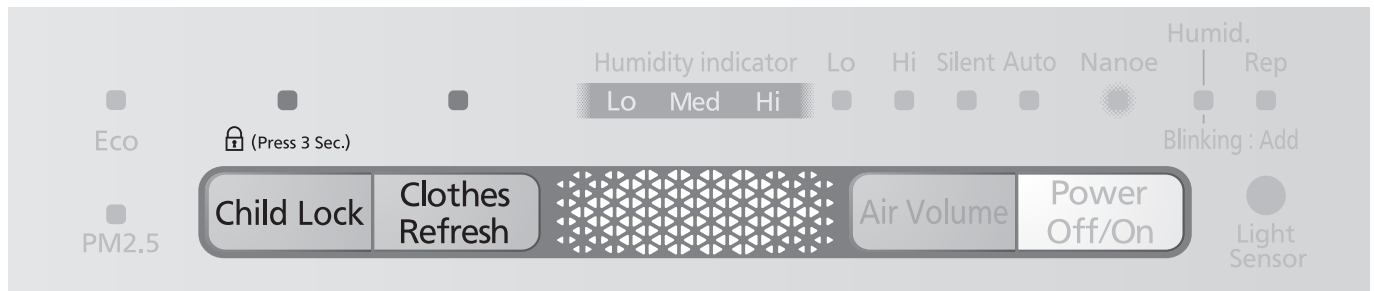 Humid.
Humidity indicator Lo Hi Silent Auto Nanoe Rep
Lo Med Hi
Eco
(Press 3 Sec.)
Blinking : Add
Child Lock
Clothes
Refresh
Air Volume
Power
Off/On
PM2.5
Light
Sensor